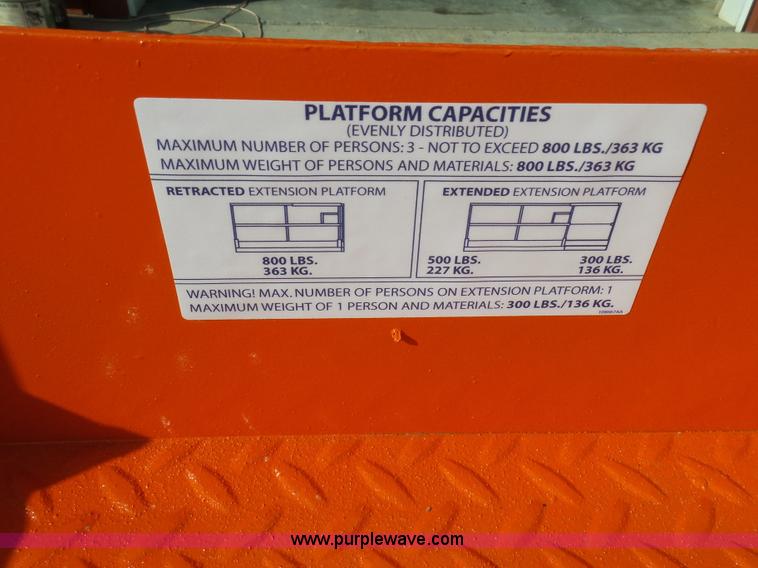 PLATFORM CAPACITIES
(EVENLY DISTRIBUTED)
MAXIMUM NUMBER OF PERSONS: 3 - NOT TO EXCEED 800 LBS./363 KG
MAXIMUM WEIGHT OF PERSONS AND MATERIALS: 800 LBS./363 KG
RETRACTED EXTENSION PLATFORM
800 LBS.
363 KG.
EXTENDED EXTENSION PLATFORM
500 LBS. 300 LBS.
227 KG. 136 KG.
WARNING! MAX. NUMBER OF PERSONS ON EXTENSION PLATFORM: 1
MAXIMUM WEIGHT OF 1 PERSON AND MATERIALS: 300 LBS./136 KG.
www.purplewave.com